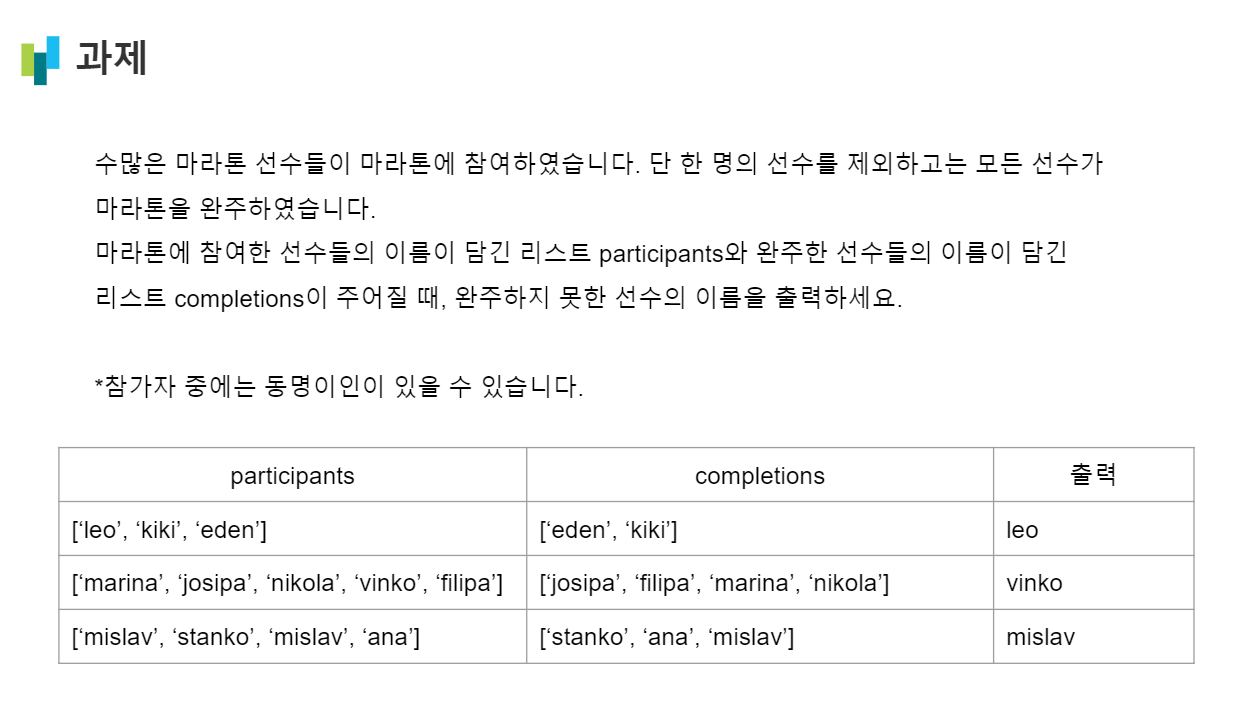 과제
수많은 마라톤 선수들이 마라톤에 참여하였습니다. 단 한 명의 선수를 제외하고는 모든 선수가
마라톤을 완주하였습니다.
마라톤에 참여한 선수들의 이름이 담긴 리스트 participants와 완주한 선수들의 이름이 담긴
리스트 completions이 주어질 때, 완주하지 못한 선수의 이름을 출력하세요.
*참가자 중에는 동명이인이 있을 수 있습니다.
participants completions 출력
[‘leo’, ‘kiki’, ‘eden’] [‘eden’, ‘kiki’] leo
[‘marina’, ‘josipa’, ‘nikola’, ‘vinko’, ‘filipa’] [‘josipa’, ‘filipa’, ‘marina’, ‘nikola’] vinko
[‘mislav’, ‘stanko’, ‘mislav’, ‘ana’] [‘stanko’, ‘ana’, ‘mislav’] mislav